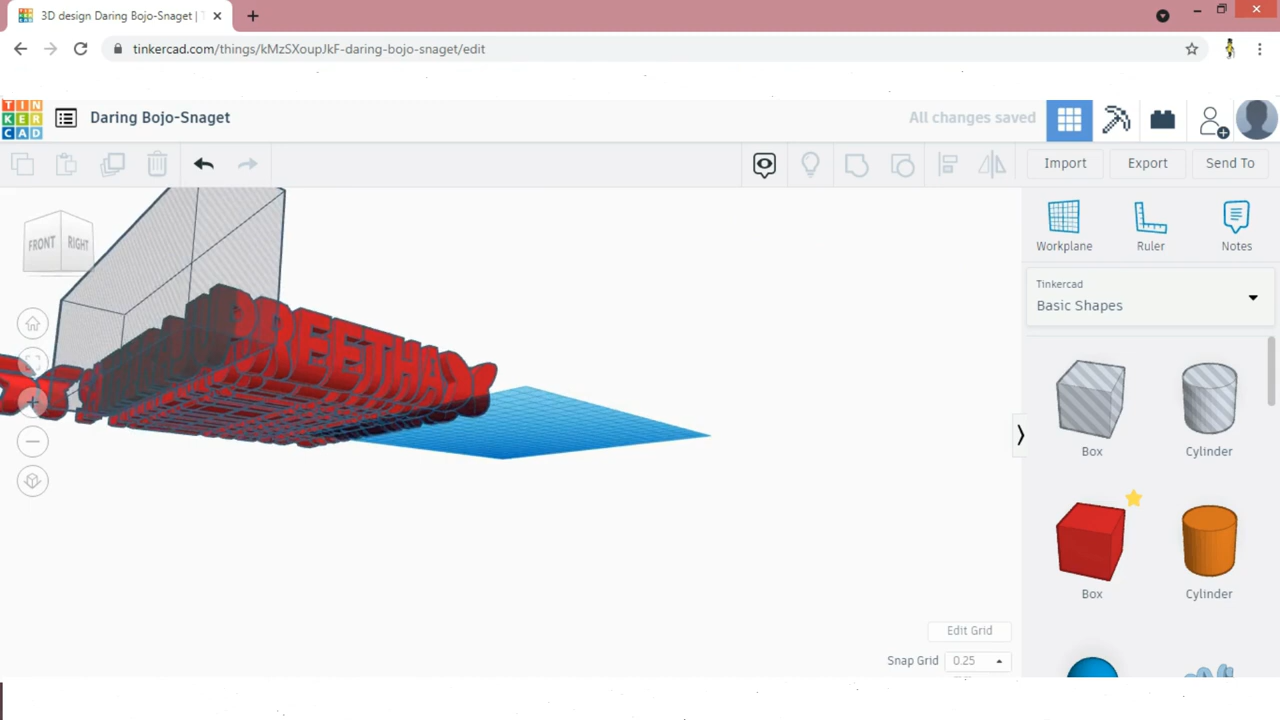 3D design Daring Bojo-Snaget | T
tinkercad.com/things/kMzSXoupJkF-daring-bojo-snaget/edit
TIN
KER
CAD
Daring Bojo-Snaget
All changes saved
Import
Export
Send To
FRONT
RIGHT
Workplane
Ruler
Notes
Tinkercad
Basic Shapes
Box
Cylinder
Box
Cylinder
Edit Grid
Snap Grid
0.25